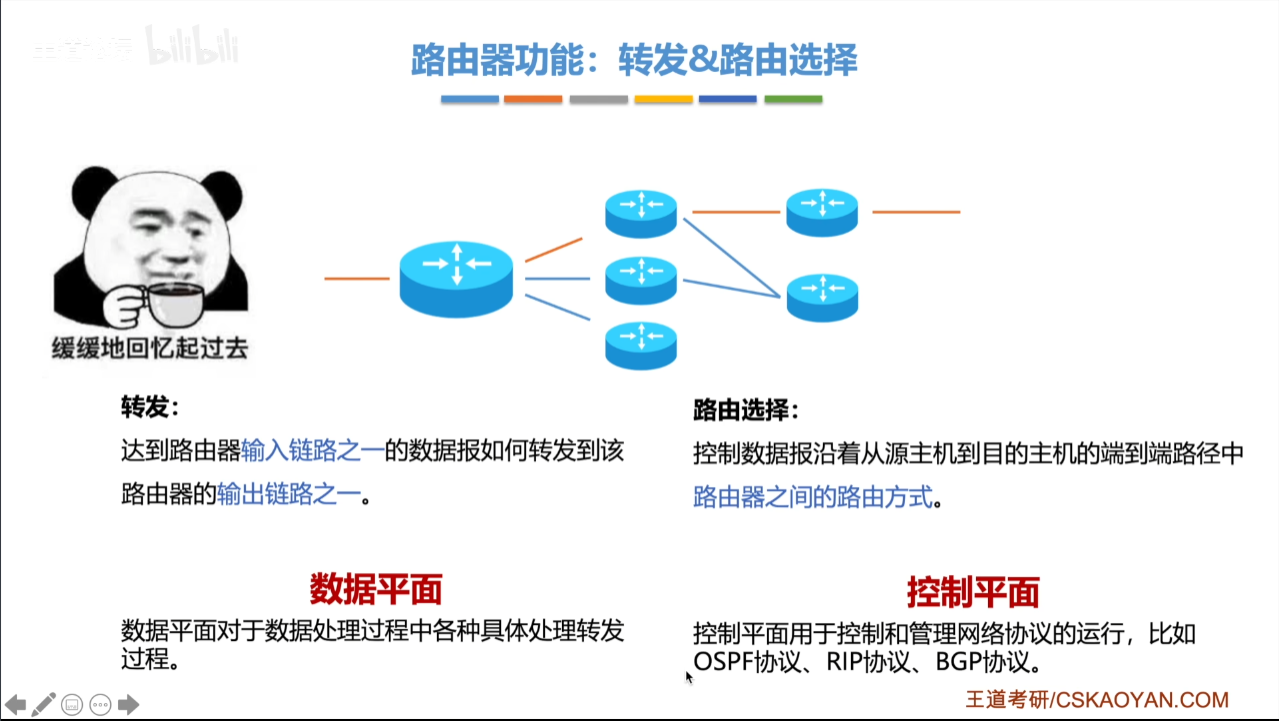 bilibili
路由器功能：转发&路由选择
缓缓地回忆起过去
转发：
达到路由器输入链路之一的数据报如何转发到该
路由器的输出链路之一。
路由选择：
控制数据报沿着从源主机到目的主机的端到端路径中
路由器之间的路由方式。
数据平面
数据平面对于数据处理过程中各种具体处理转发
过程。
控制平面
控制平面用于控制和管理网络协议的运行，比如
OSPF协议、RIP协议、BGP协议。
王道考研/CSKAOYAN.COM